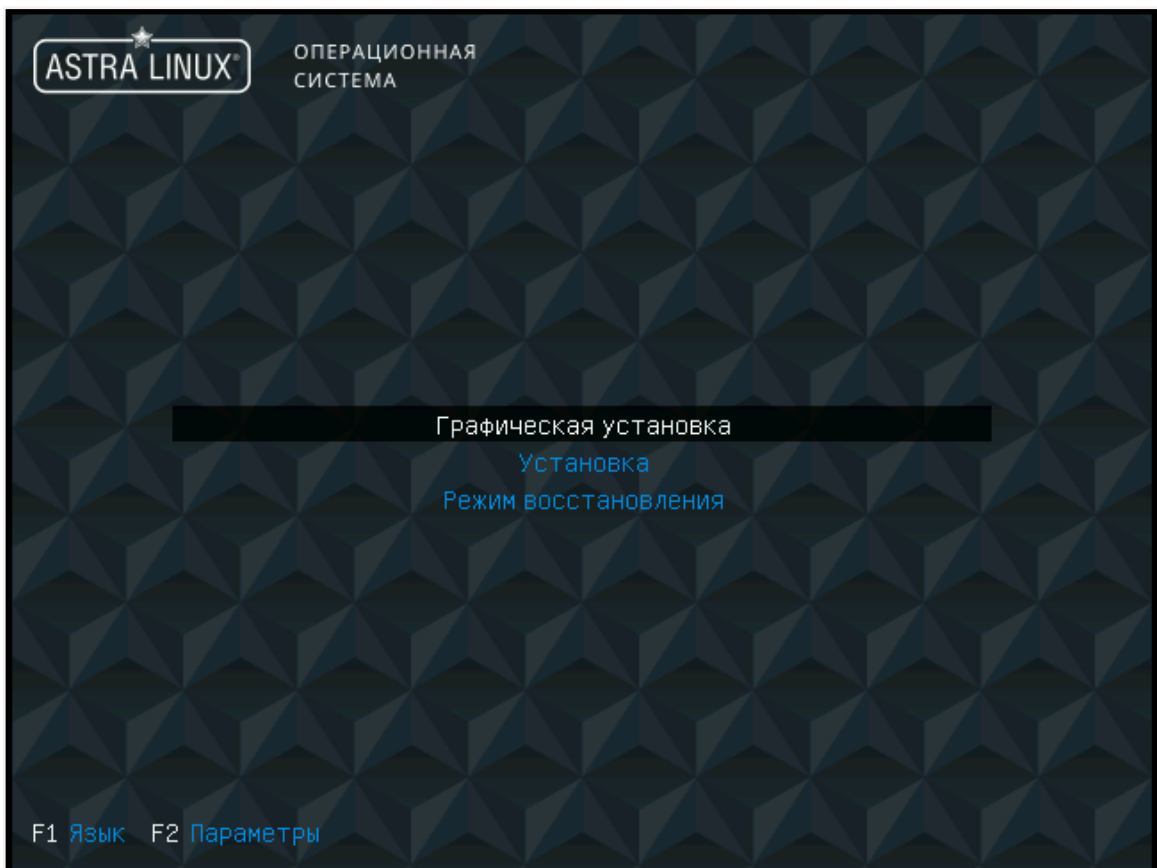 ASTRA LINUX®
ОПЕРАЦИОННАЯ
СИСТЕМА
Графическая установка
Установка
Режим восстановления
F1 Язык F2 Параметры